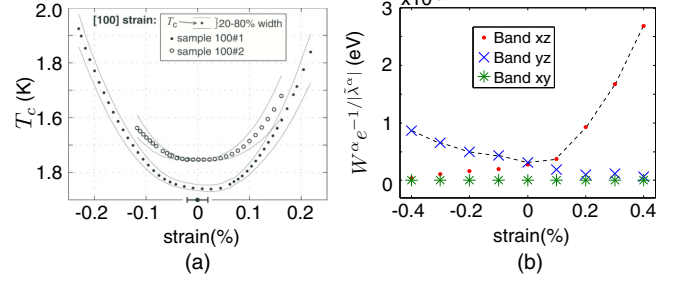 [100] strain: T_c 20-80% width
sample 100#1
sample 100#2
2.0
1.8
1.6
1.8
T_c (K)
-0.2 -0.1 0 0.1 0.2
strain(%)
(a)
3
2
1
0
W^α e^{-1/|λ̃^α|} (eV)
Band xz
Band yz
Band xy
-0.4 -0.2 0 0.2 0.4
strain(%)
(b)